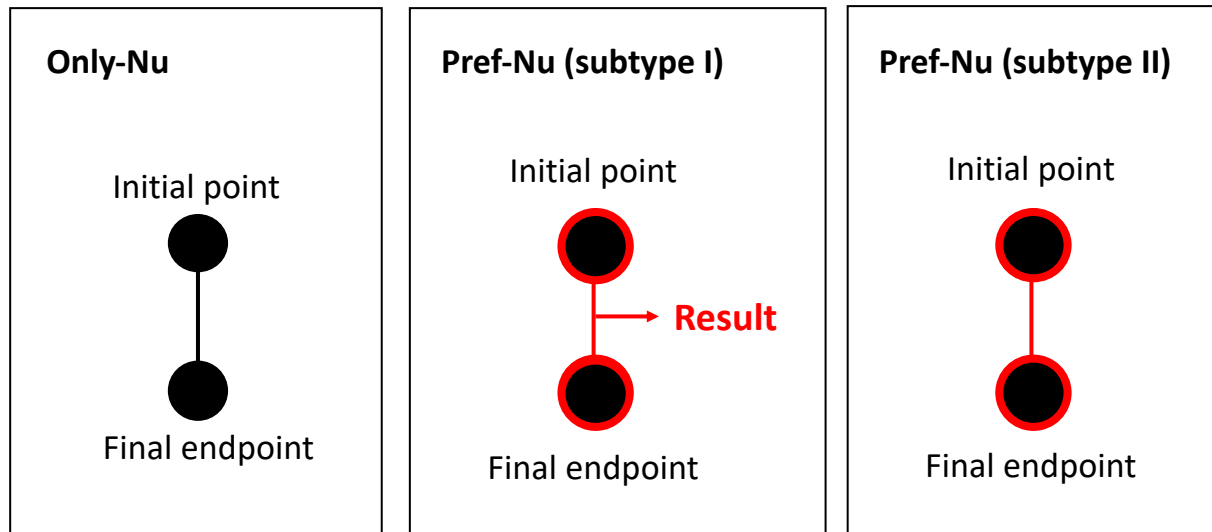 Only-Nu
Initial point
Final endpoint
Pref-Nu (subtype I)
Initial point
Result
Final endpoint
Pref-Nu (subtype II)
Initial point
Final endpoint